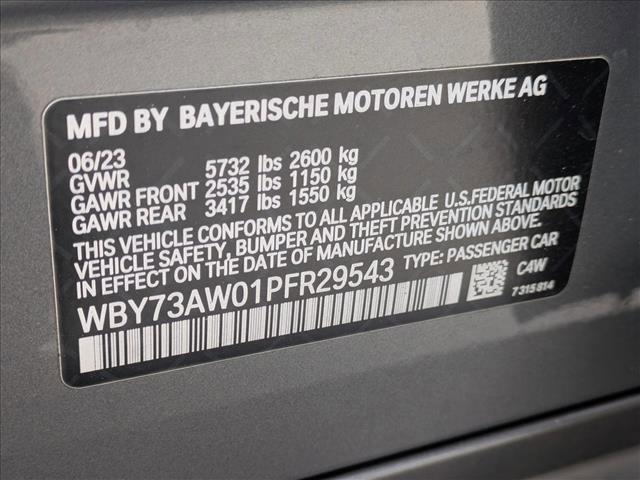 MFD BY BAYERISCHE MOTOREN WERKE AG
06/23
GVWR 5732 lbs 2600 kg
GAWR FRONT 2535 lbs 1150 kg
GAWR REAR 3417 lbs 1550 kg
THIS VEHICLE CONFORMS TO ALL APPLICABLE U.S.FEDERAL MOTOR
VEHICLE SAFETY, BUMPER AND THEFT PREVENTION STANDARDS
IN EFFECT ON THE DATE OF MANUFACTURE SHOWN ABOVE.
WBY73AW01PFR29543 TYPE: PASSENGER CAR
C4W
7315814